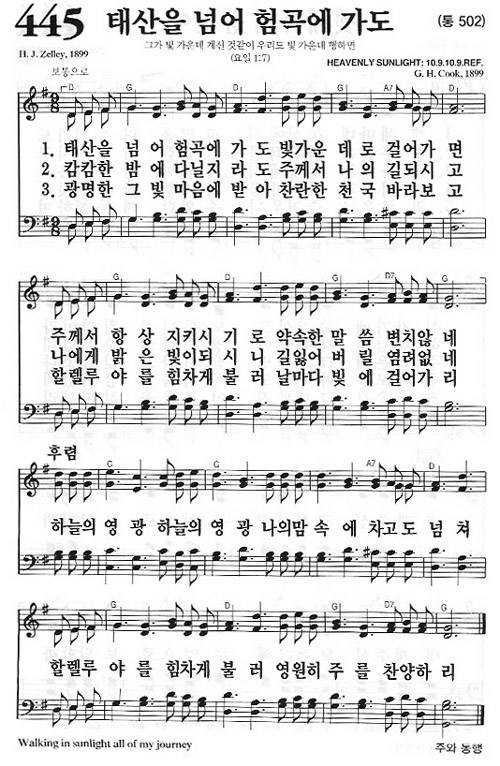 445 태산을 넘어 험곡에 가도 (통 502)
그가 빛 가운데 계신 것같이 우리도 빛 가운데 행하면
(요일 1:7)
H. J. Zelley, 1899
HEAVENLY SUNLIGHT: 10.9.10.9.REF.
G. H. Cook, 1899
보통으로
D G D G A7 D
1. 태산을 넘 어 험곡에 가 도 빛가운 데 로 걸어가 면
2. 캄캄한 밤 에 다닐지 라 도 주께서 나 의 길되시 고
3. 광명한 그 빛 마음에 받 아 찬란한 천 국 바라보 고
G D G D7 G
주께서 항 상 지키시 기 로 약속한 말 씀 변치않 네
나에게 밝 은 빛이되 시 니 길잃어 버 릴 염려없 네
할렐루 야 를 힘차게 불 러 날마다 빛 에 걸어가 리
후렴
C G A7 D
하늘의 영 광 하늘의 영 광 나의맘 속 에 차고도 넘 쳐
G D G D7 G
할렐루 야 를 힘차게 불 러 영원히 주 를 찬양하 리
Walking in sunlight all of my journey
주와 동행